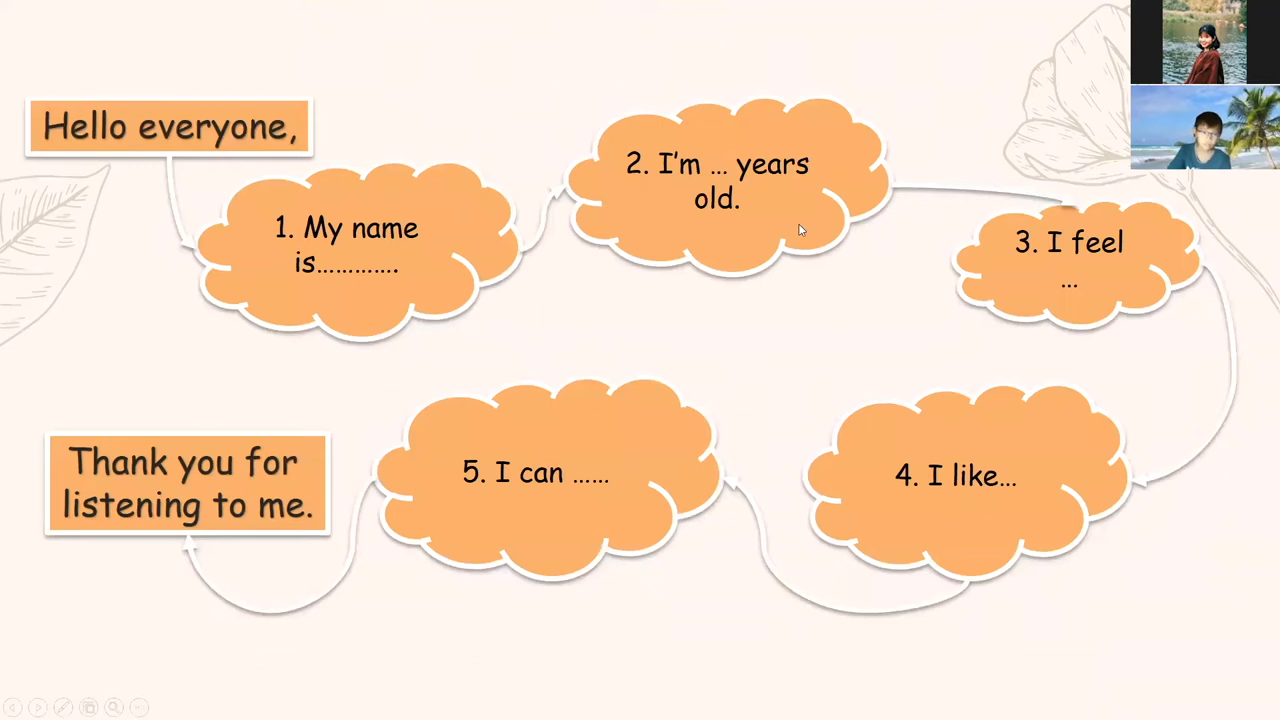 Hello everyone,
1. My name
is………….
2. I'm … years
old.
3. I feel
…
4. I like…
5. I can ……
Thank you for
listening to me.